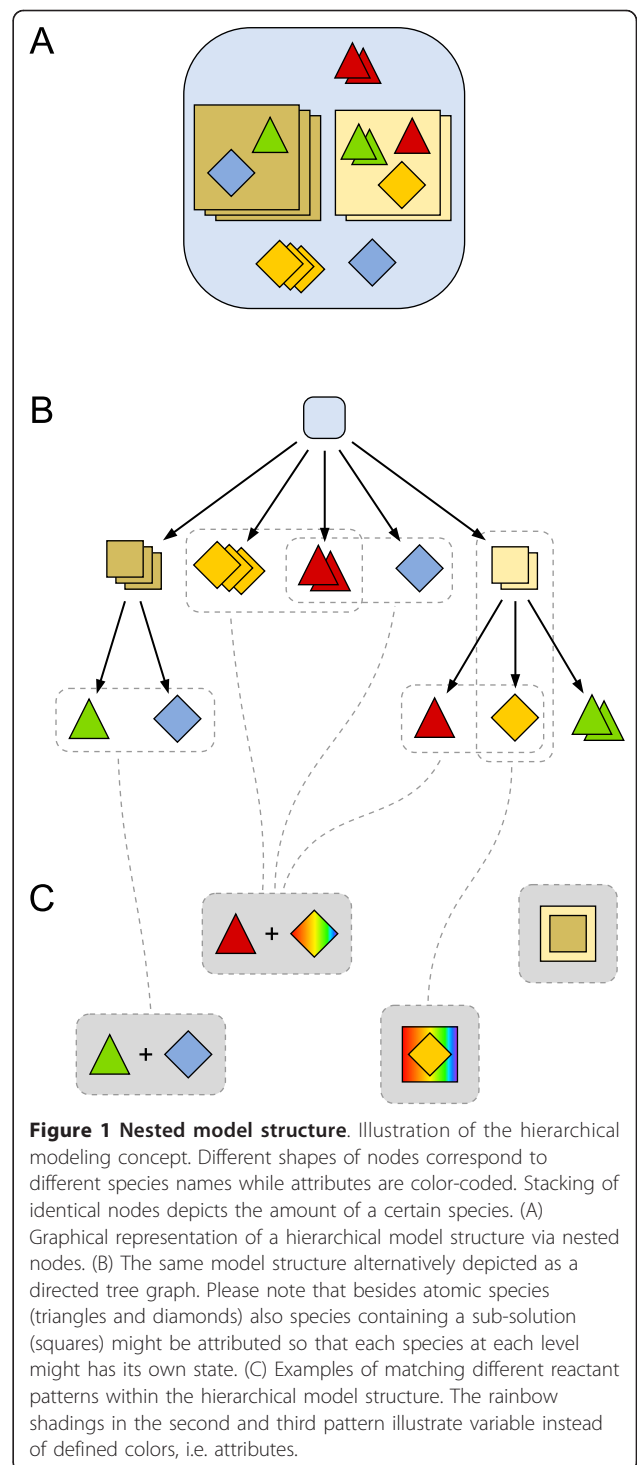 A
B
C
+
+
Figure 1 Nested model structure. Illustration of the hierarchical
modeling concept. Different shapes of nodes correspond to
different species names while attributes are color-coded. Stacking of
identical nodes depicts the amount of a certain species. (A)
Graphical representation of a hierarchical model structure via nested
nodes. (B) The same model structure alternatively depicted as a
directed tree graph. Please note that besides atomic species
(triangles and diamonds) also species containing a sub-solution
(squares) might be attributed so that each species at each level
might has its own state. (C) Examples of matching different reactant
patterns within the hierarchical model structure. The rainbow
shadings in the second and third pattern illustrate variable instead
of defined colors, i.e. attributes.